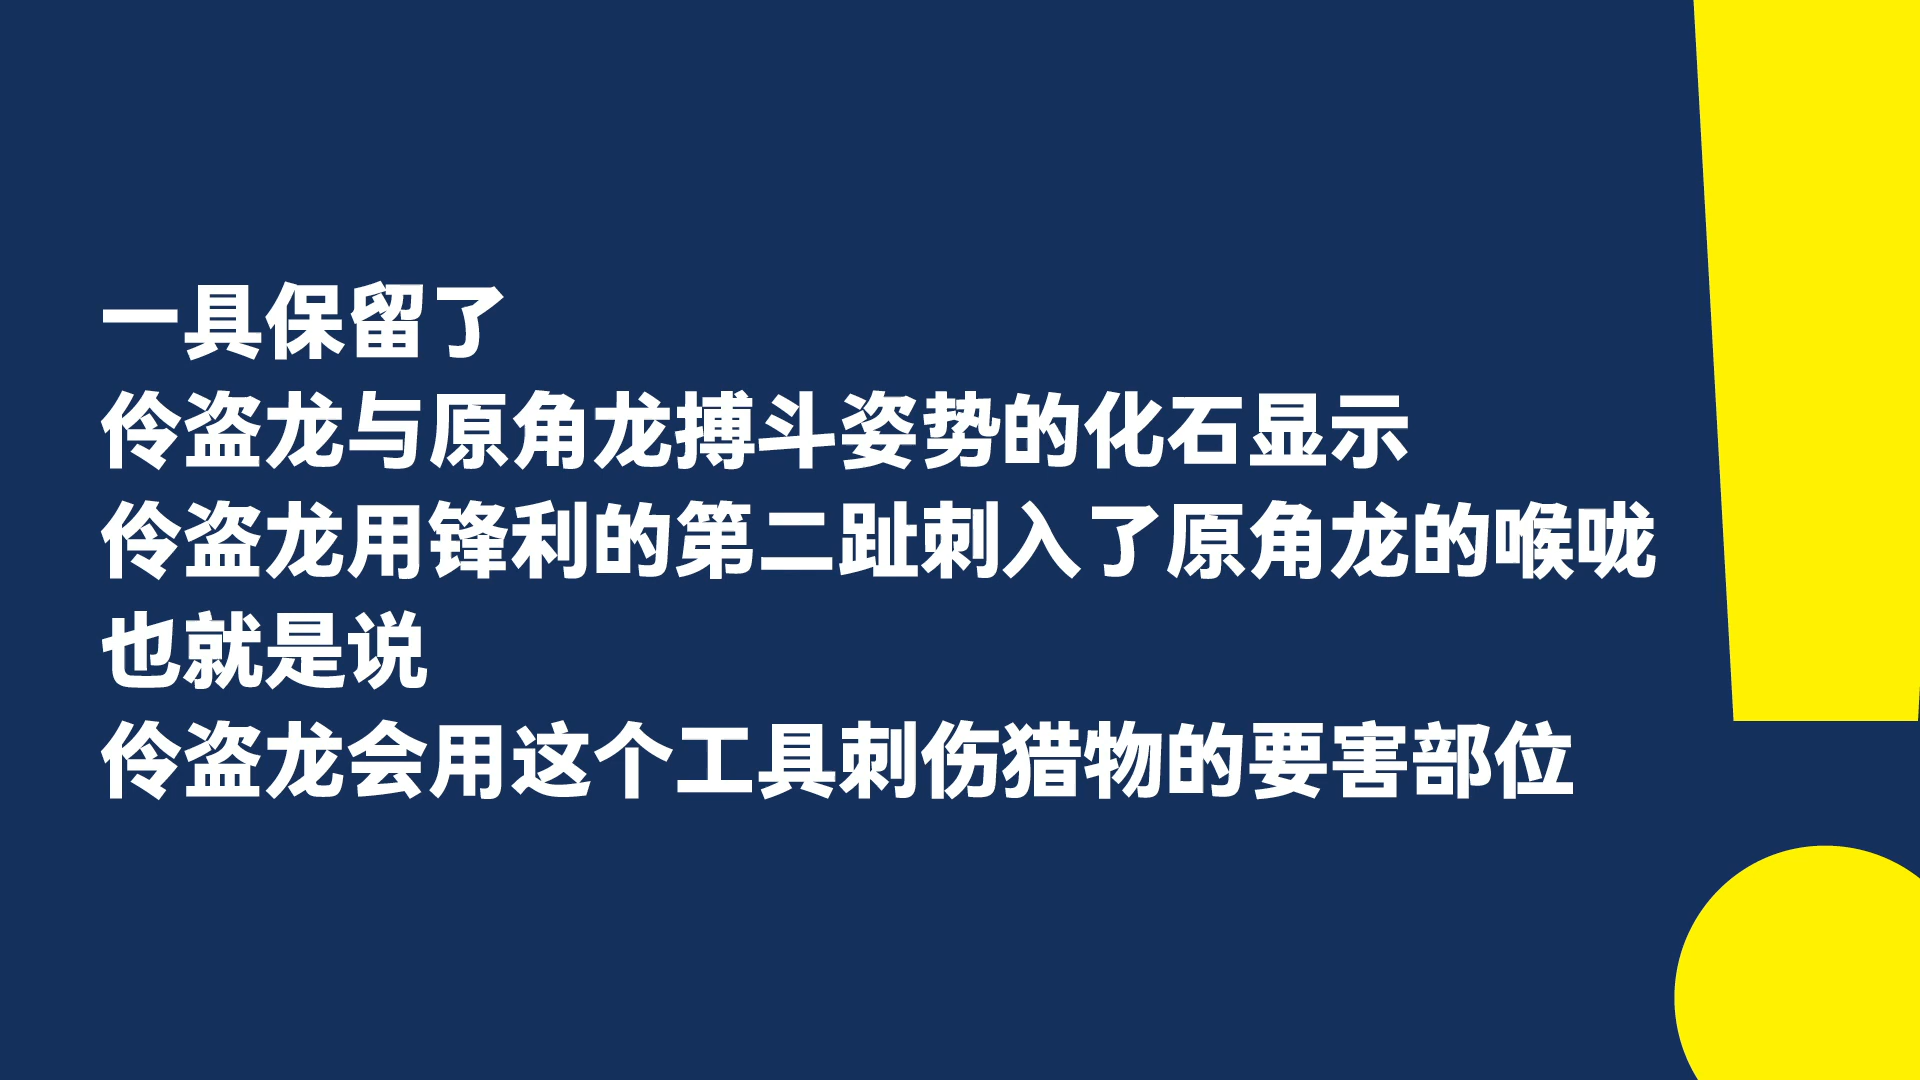 一具保留了
伶盗龙与原角龙搏斗姿势的化石显示
伶盗龙用锋利的第二趾刺入了原角龙的喉咙
也就是说
伶盗龙会用这个工具刺伤猎物的要害部位